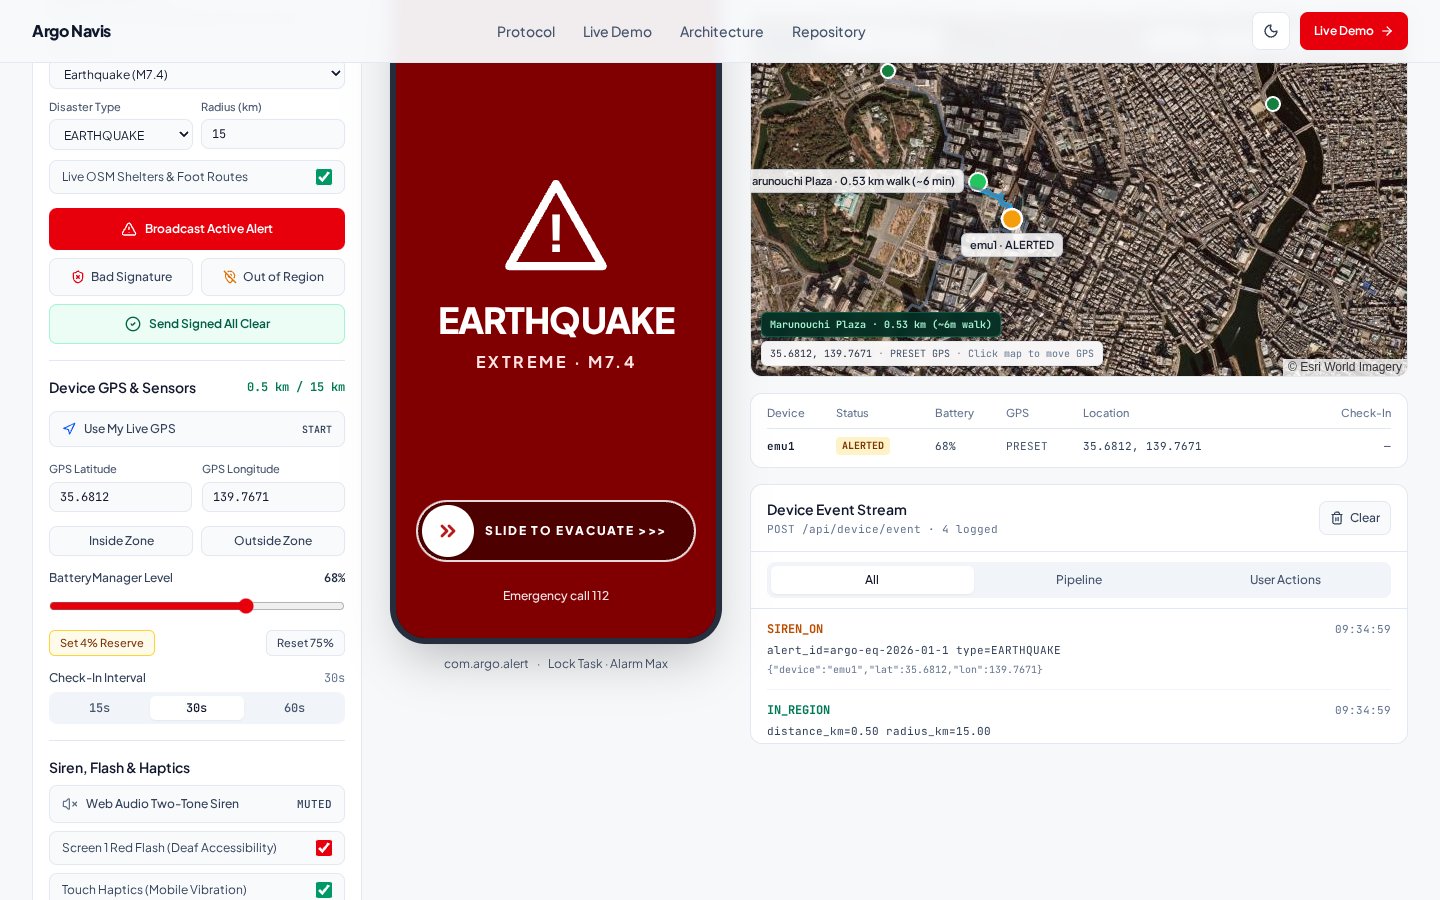 Argo Navis
Protocol
Live Demo
Architecture
Repository
Live Demo
Earthquake (M7.4)
Disaster Type
Radius (km)
EARTHQUAKE
15
Live OSM Shelters & Foot Routes
Broadcast Active Alert
Bad Signature
Out of Region
Send Signed All Clear
Device GPS & Sensors
0.5 km / 15 km
Use My Live GPS
START
GPS Latitude
GPS Longitude
35.6812
139.7671
Inside Zone
Outside Zone
BatteryManager Level
68%
Set 4% Reserve
Reset 75%
Check-In Interval
30s
15s
30s
60s
Siren, Flash & Haptics
Web Audio Two-Tone Siren
MUTED
Screen 1 Red Flash (Deaf Accessibility)
Touch Haptics (Mobile Vibration)
EARTHQUAKE
EXTREME · M7.4
SLIDE TO EVACUATE >>>
Emergency call 112
com.argo.alert · Lock Task · Alarm Max
arunouchi Plaza · 0.53 km walk (~6 min)
emu1 · ALERTED
Marunouchi Plaza · 0.53 km (~6m walk)
35.6812, 139.7671 · PRESET GPS · Click map to move GPS
© Esri World Imagery
Device
Status
Battery
GPS
Location
Check-In
emu1
ALERTED
68%
PRESET
35.6812, 139.7671
—
Device Event Stream
POST /api/device/event · 4 logged
Clear
All
Pipeline
User Actions
SIREN_ON
09:34:59
alert_id=argo-eq-2026-01-1 type=EARTHQUAKE
{"device":"emu1","lat":35.6812,"lon":139.7671}
IN_REGION
09:34:59
distance_km=0.50 radius_km=15.00